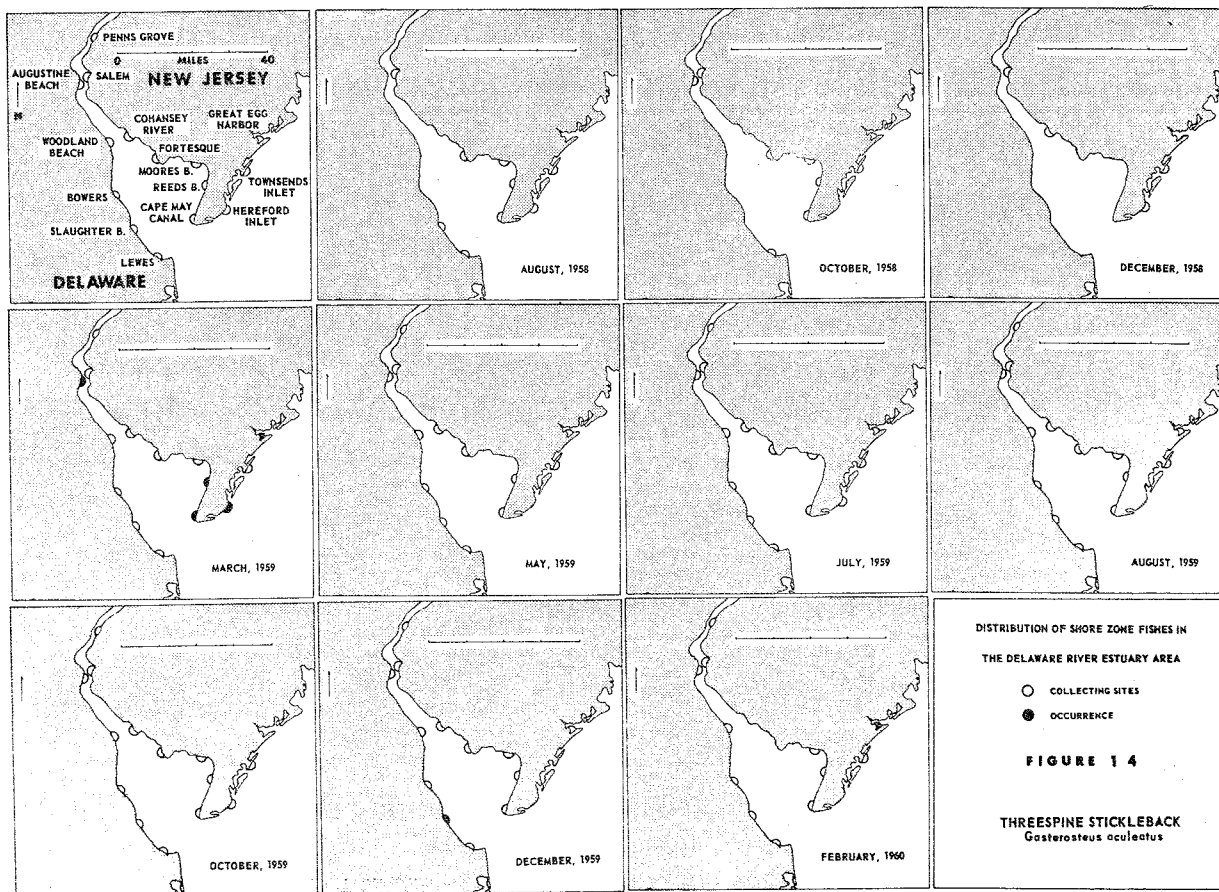 PENNS GROVE
0 MILES 40
AUGUSTINE
BEACH
SALEM
NEW JERSEY
N
COHANSEY
RIVER
GREAT EGG
HARBOR
WOODLAND
BEACH
FORTESQUE
MOORES B.
REEDS B.
TOWNSENDS
INLET
BOWERS
CAPE MAY
CANAL
HEREFORD
INLET
SLAUGHTER B.
LEWES
DELAWARE
AUGUST, 1958
OCTOBER, 1958
DECEMBER, 1958
MARCH, 1959
MAY, 1959
JULY, 1959
AUGUST, 1959
OCTOBER, 1959
DECEMBER, 1959
FEBRUARY, 1960
DISTRIBUTION OF SHORE ZONE FISHES IN
THE DELAWARE RIVER ESTUARY AREA
COLLECTING SITES
OCCURRENCE
FIGURE 14
THREESPINE STICKLEBACK
Gasterosteus aculeatus